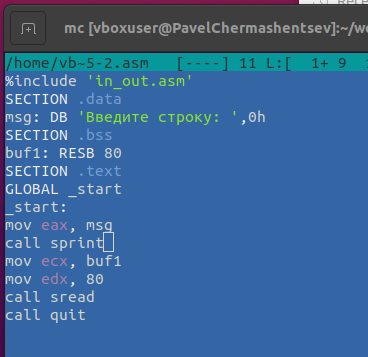 mc [vboxuser@PavelChermashentsev]:~/w
/home/vb~5-2.asm [----] 11 L:[ 1+ 9
%include 'in_out.asm'
SECTION .data
msg: DB 'Введите строку: ',0h
SECTION .bss
buf1: RESB 80
SECTION .text
GLOBAL _start
_start:
mov eax, msg
call sprint
mov ecx, buf1
mov edx, 80
call sread
call quit